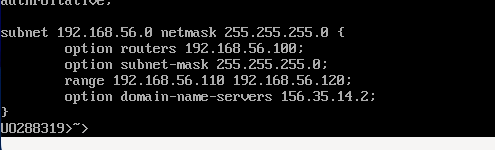 authroitative;
subnet 192.168.56.0 netmask 255.255.255.0 {
option routers 192.168.56.100;
option subnet-mask 255.255.255.0;
range 192.168.56.110 192.168.56.120;
option domain-name-servers 156.35.14.2;
}
UO288319>~>